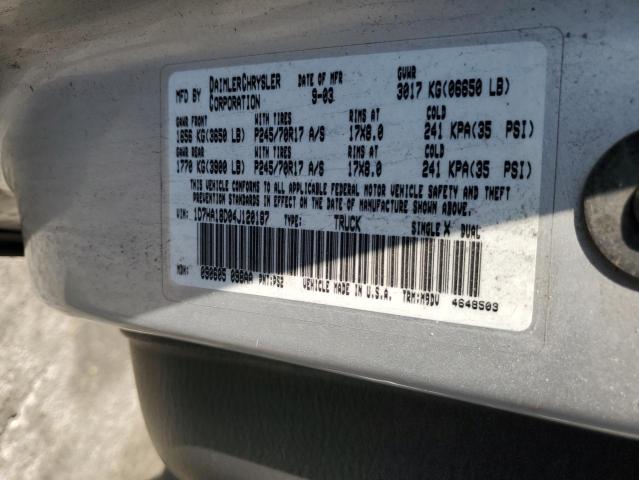 MFD BY DAIMLERCHRYSLER CORPORATION DATE OF MFR 9-03 GVWR 3017 KG(06650 LB)
GAWR FRONT WITH TIRES RIMS AT COLD
1656 KG(3650 LB) P245/70R17 A/S 17X8.0 241 KPA(35 PSI)
GAWR REAR WITH TIRES RIMS AT COLD
1770 KG(3900 LB) P245/70R17 A/S 17X8.0 241 KPA(35 PSI)
THIS VEHICLE CONFORMS TO ALL APPLICABLE FEDERAL MOTOR VEHICLE SAFETY AND THEFT
PREVENTION STANDARDS IN EFFECT ON THE DATE OF MANUFACTURE SHOWN ABOVE.
VIN: 1D7HA18D04J120187 TYPE: TRUCK SINGLE X DUAL
MDH: PNT:PS2 VEHICLE MADE IN U.S.A. TRM:M9DV 4648503